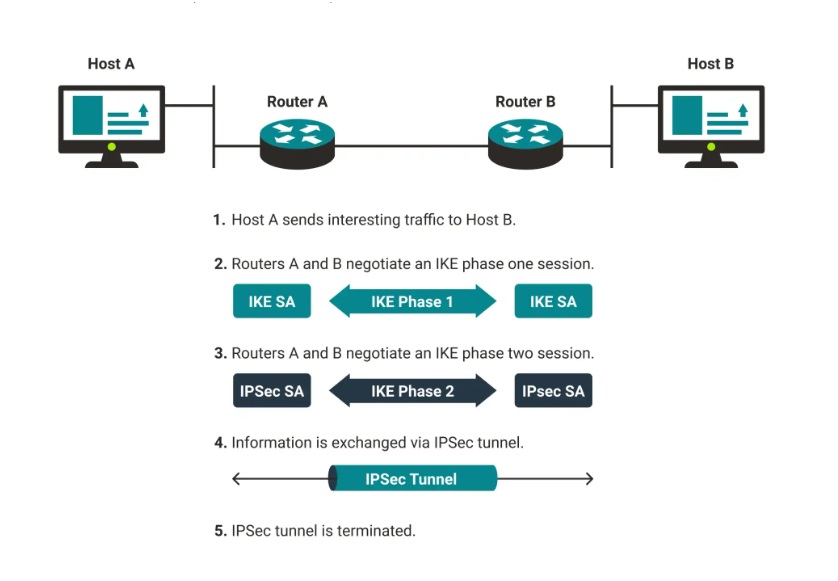 Host A
Host B
Router A
Router B
1. Host A sends interesting traffic to Host B.
2. Routers A and B negotiate an IKE phase one session.
IKE SA
IKE Phase 1
IKE SA
3. Routers A and B negotiate an IKE phase two session.
IPSec SA
IKE Phase 2
IPsec SA
4. Information is exchanged via IPSec tunnel.
IPSec Tunnel
5. IPSec tunnel is terminated.